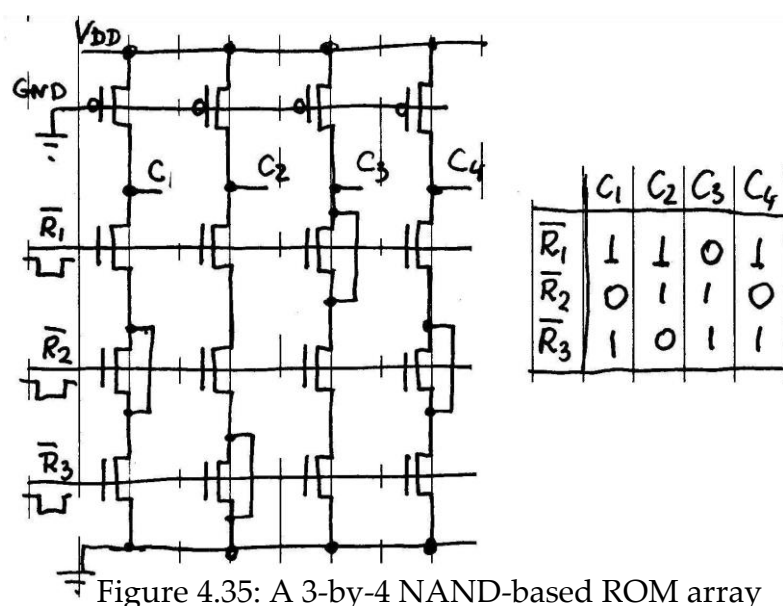 VDD
GND
C1 C2 C3 C4
R̅1
R̅2
R̅3
C1 C2 C3 C4
R̅1 1 1 0 1
R̅2 0 1 1 0
R̅3 1 0 1 1
Figure 4.35: A 3-by-4 NAND-based ROM array